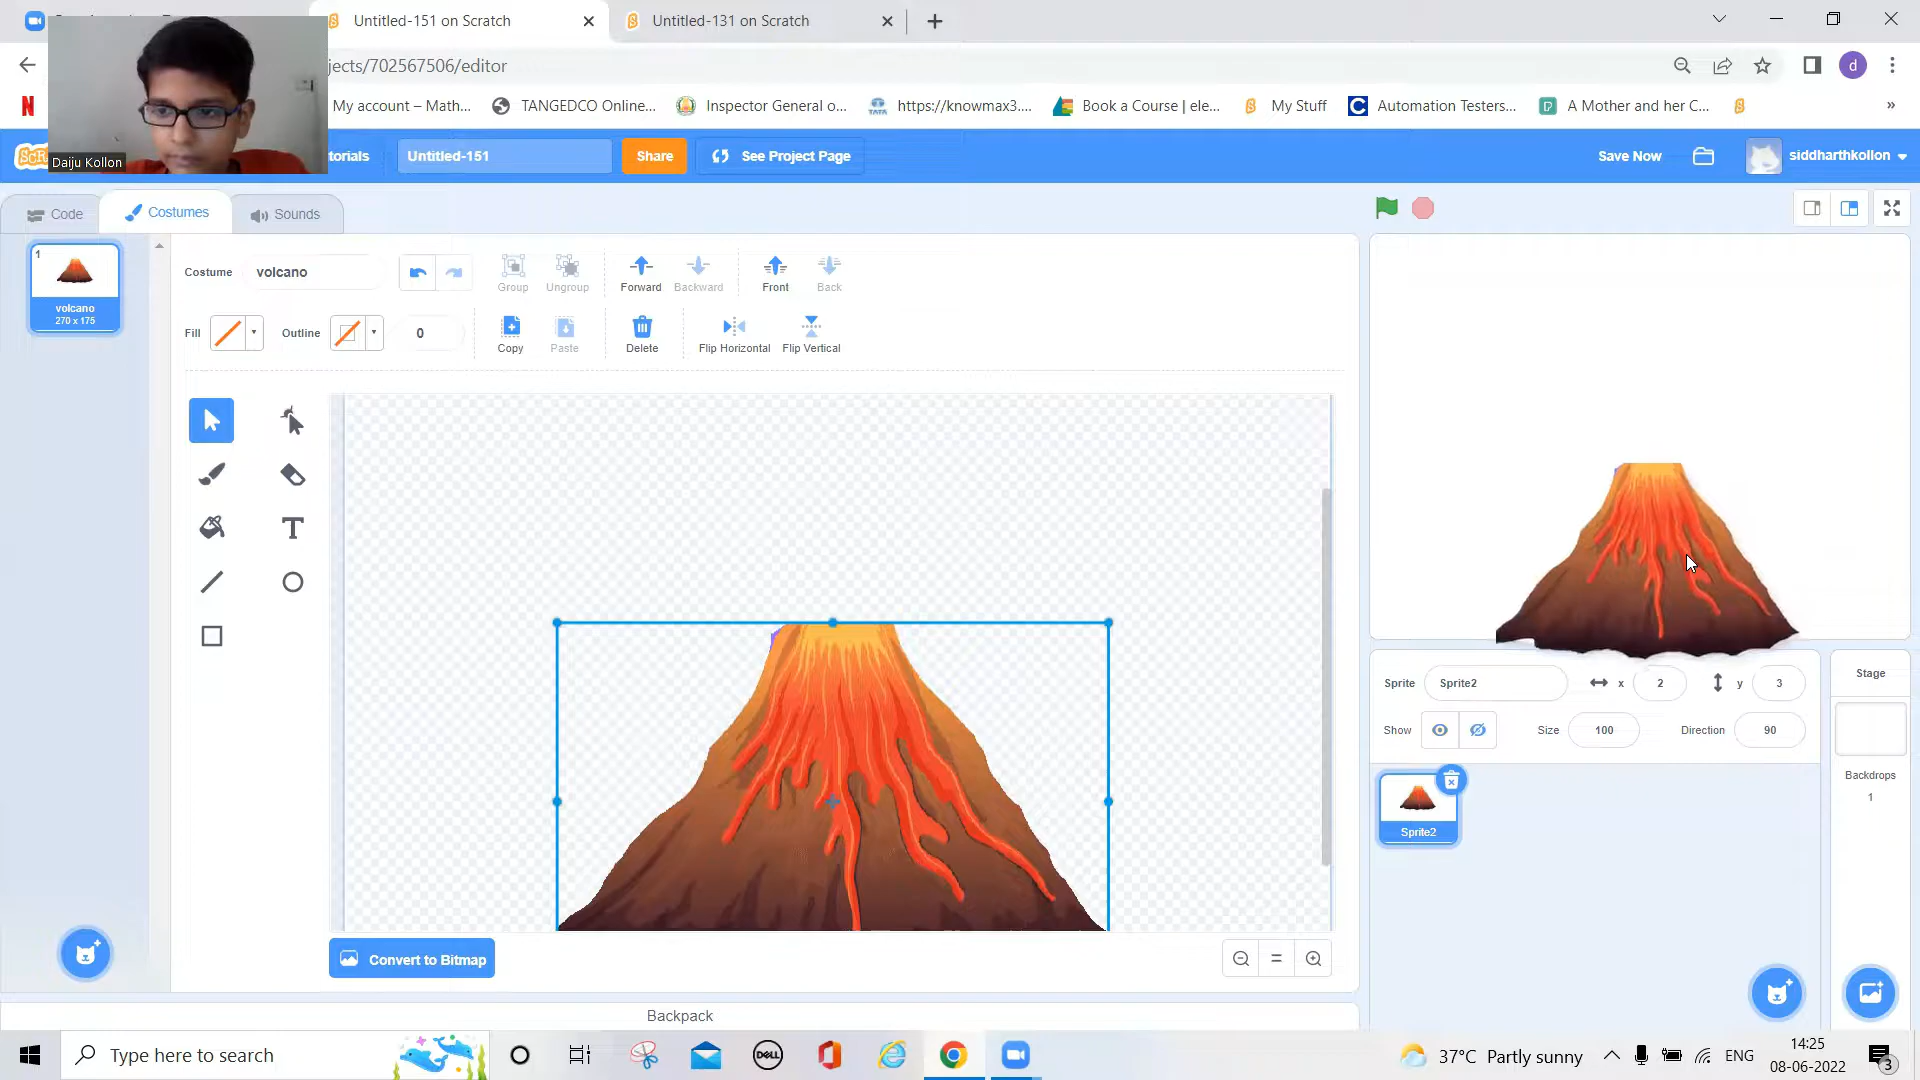 Untitled-151 on Scratch
Untitled-131 on Scratch
jects/702567506/editor
d
N
My account – Math...
TANGEDCO Online...
Inspector General o...
https://knowmax3....
Book a Course | ele...
My Stuff
Automation Testers...
A Mother and her C...
»
Daiju Kollon
torials
Untitled-151
Share
See Project Page
Save Now
siddharthkollon
Code
Costumes
Sounds
1
volcano
270 x 175
Costume
volcano
Group
Ungroup
Forward
Backward
Front
Back
Fill
Outline
0
Copy
Paste
Delete
Flip Horizontal
Flip Vertical
T
Convert to Bitmap
Backpack
Sprite
Sprite2
x
2
y
3
Show
Size
100
Direction
90
Sprite2
Stage
Backdrops
1
Type here to search
DELL
37°C Partly sunny
ENG
14:25
08-06-2022
3